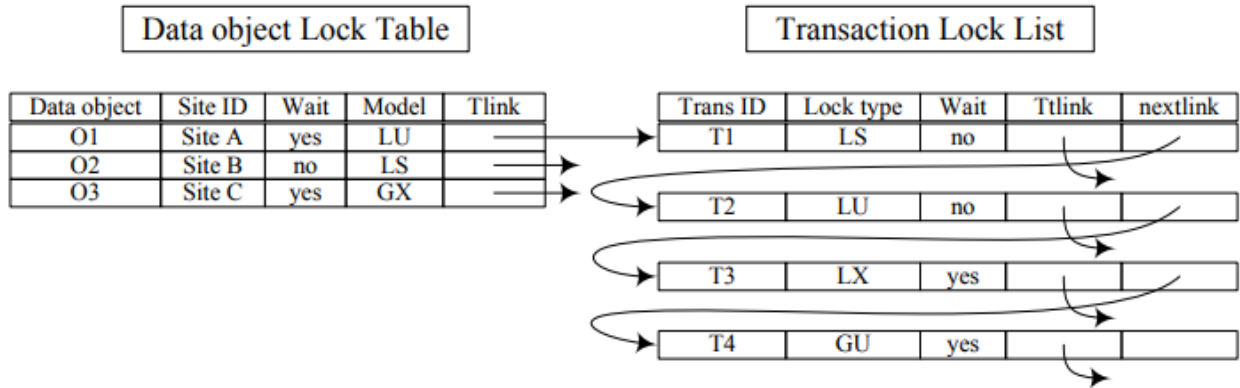 Data object Lock Table
Transaction Lock List
Data object Site ID Wait Model Tlink
O1 Site A yes LU
O2 Site B no LS
O3 Site C yes GX
Trans ID Lock type Wait Ttlink nextlink
T1 LS no
T2 LU no
T3 LX yes
T4 GU yes